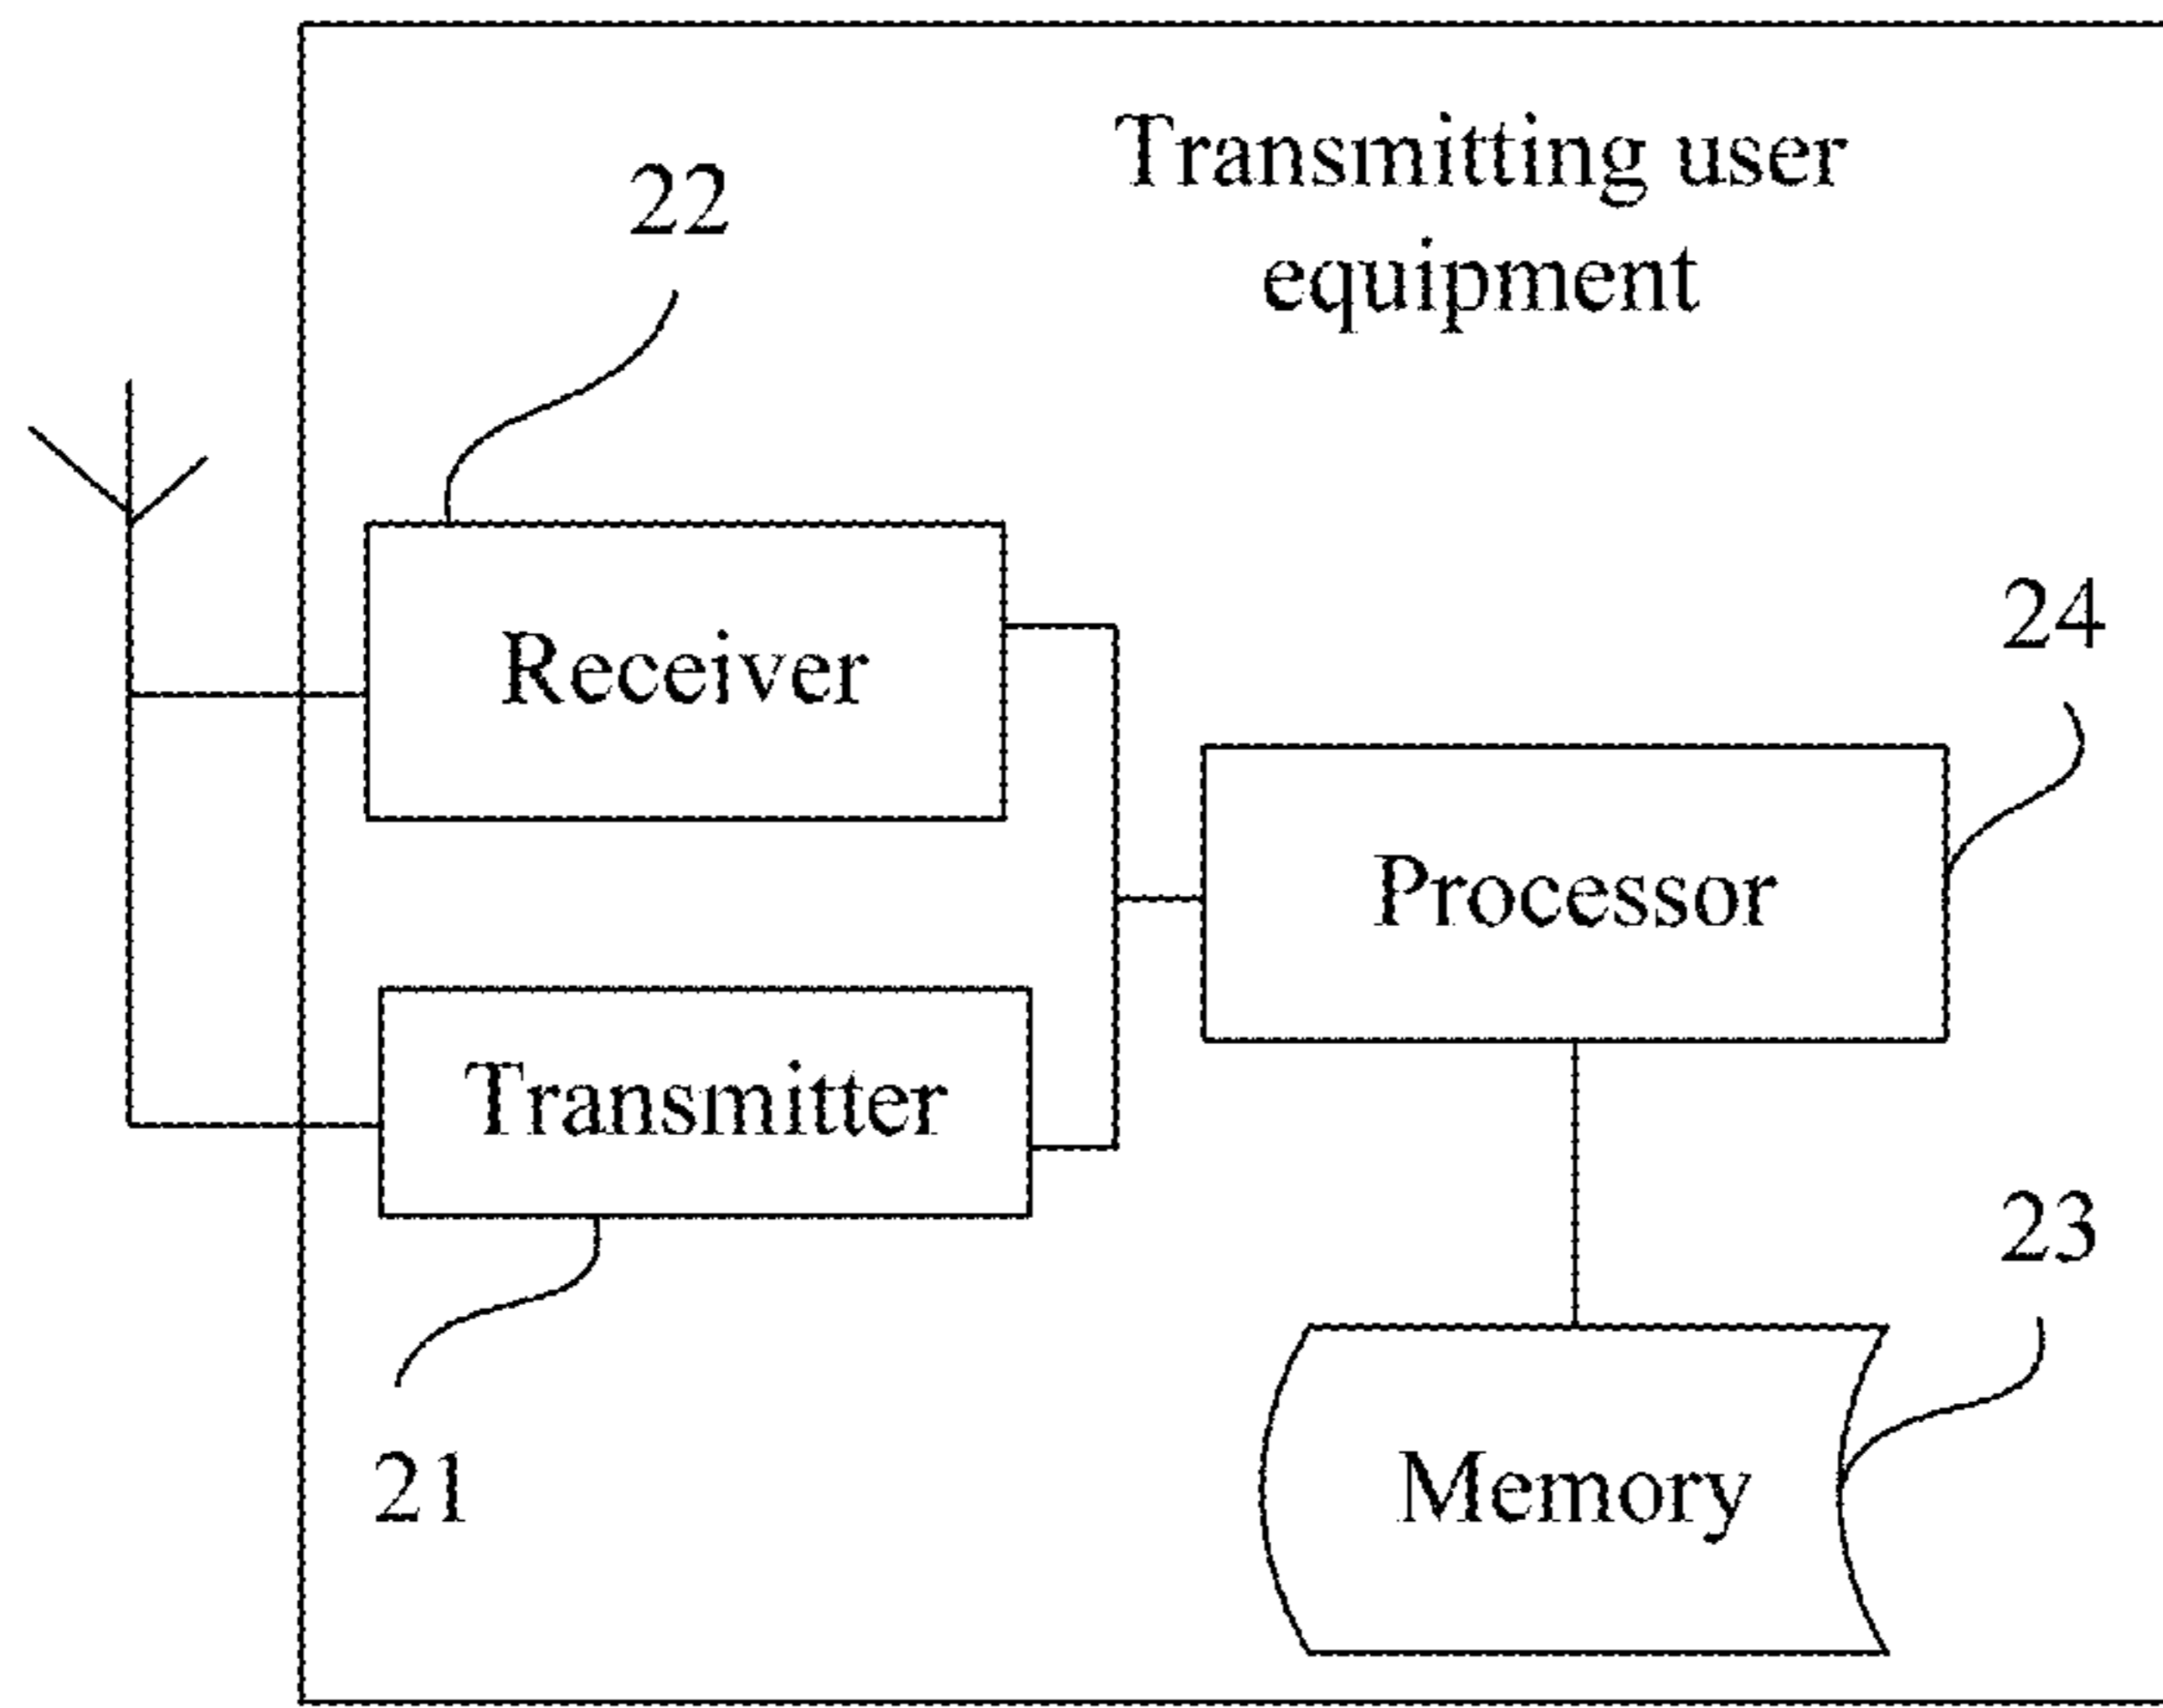 Transmitting user
equipment
22
Receiver
24
Processor
Transmitter
23
21
Memory